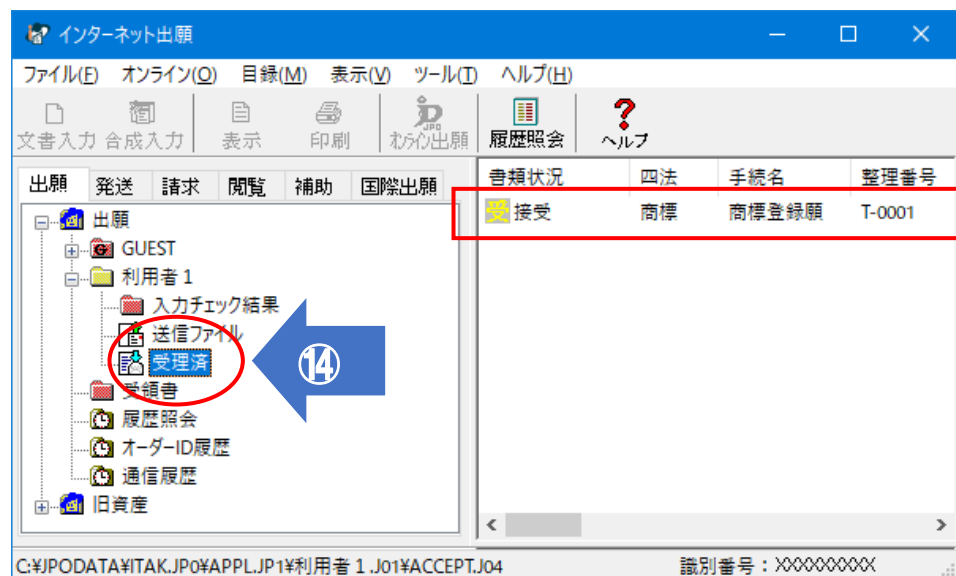 インターネット出願
ファイル(F) オンライン(O) 目録(M) 表示(V) ツール(T) ヘルプ(H)
文書入力 合成入力 表示 印刷 オンライン出願 履歴照会 ヘルプ
出願 発送 請求 閲覧 補助 国際出願
書類状況 四法 手続名 整理番号
受 接受 商標 商標登録願 T-0001
出願
GUEST
利用者1
入力チェック結果
送信ファイル
受理済
⑭
受領書
履歴照会
オーダーID履歴
通信履歴
旧資産
C:¥JPODATA¥ITAK.JP0¥APPL.JP1¥利用者1.J01¥ACCEPT.J04 識別番号:XXXXXXXXX